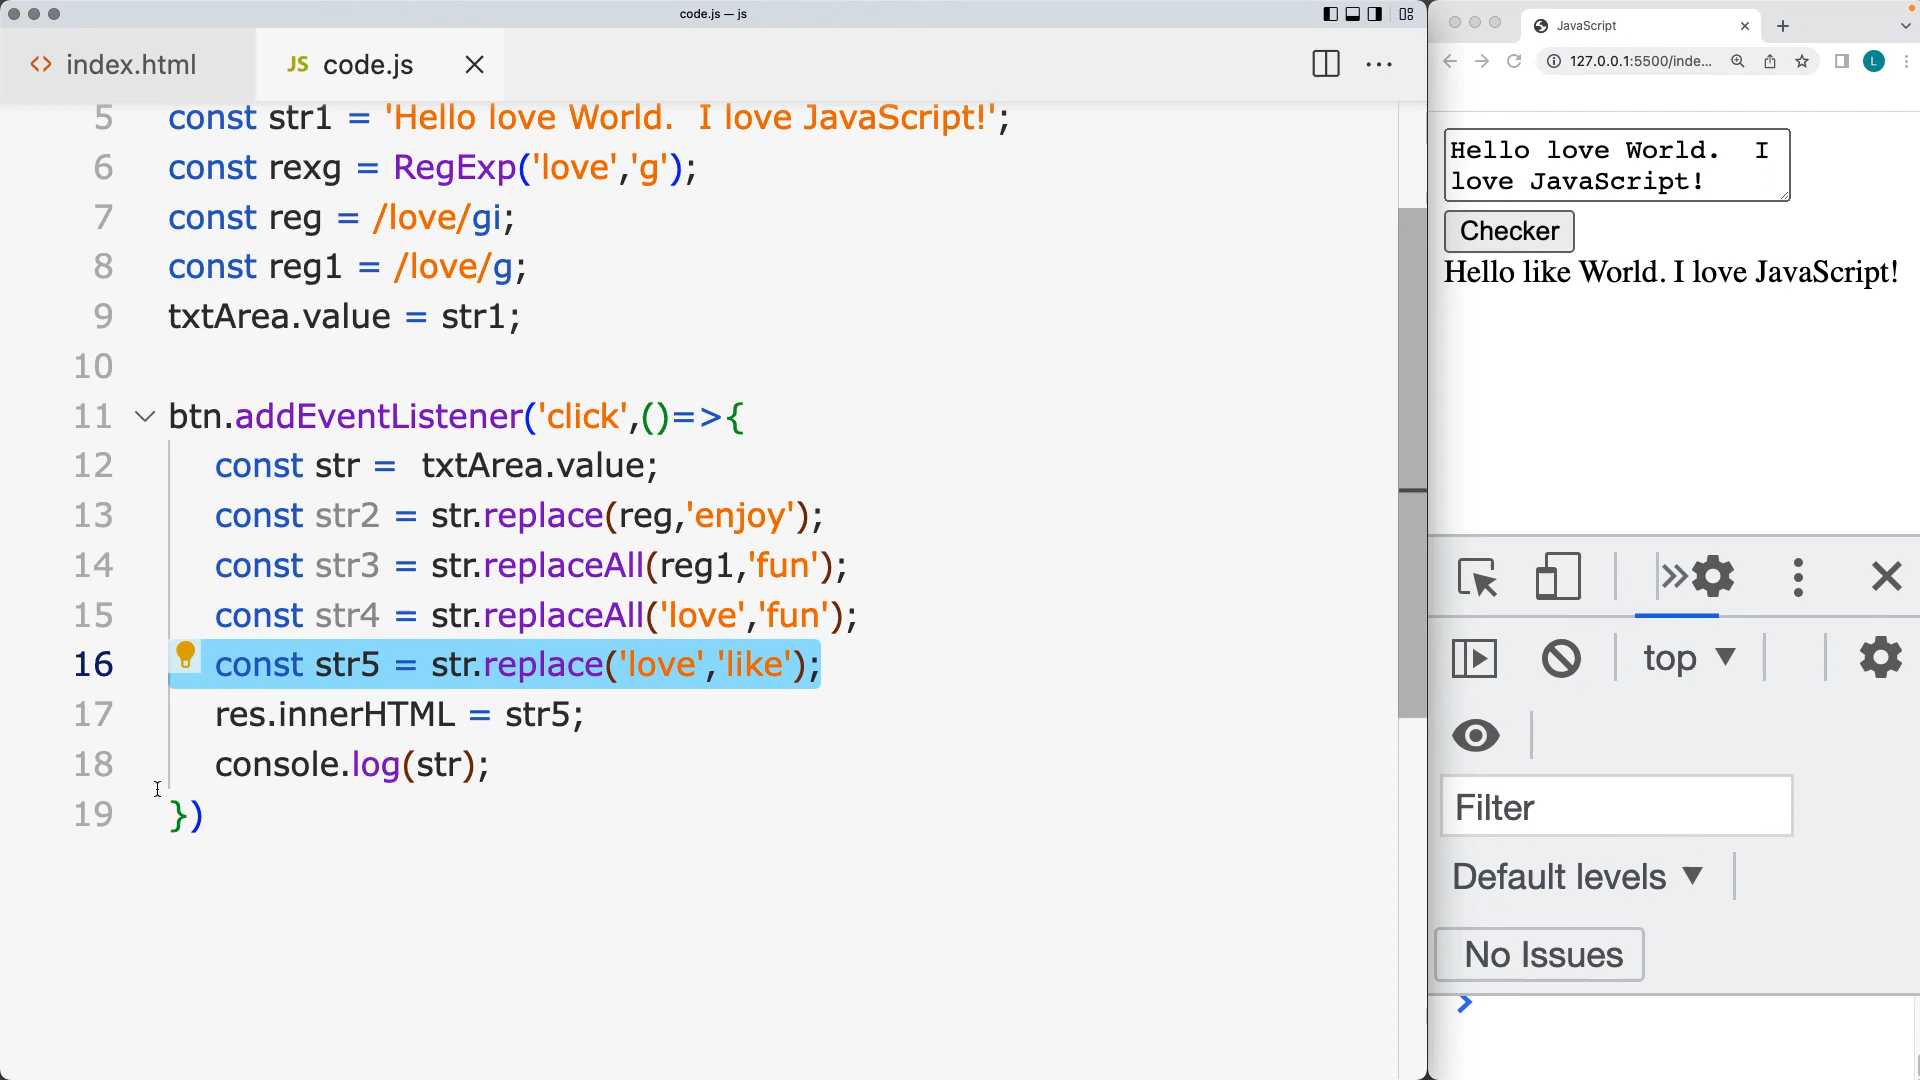 code.js — js
index.html
JS code.js
5 const str1 = 'Hello love World.  I love JavaScript!';
6 const rexg = RegExp('love','g');
7 const reg = /love/gi;
8 const reg1 = /love/g;
9 txtArea.value = str1;
10
11 btn.addEventListener('click',()=>{
12 const str =  txtArea.value;
13 const str2 = str.replace(reg,'enjoy');
14 const str3 = str.replaceAll(reg1,'fun');
15 const str4 = str.replaceAll('love','fun');
16 const str5 = str.replace('love','like');
17 res.innerHTML = str5;
18 console.log(str);
19 })
JavaScript
127.0.0.1:5500/inde...
L
Hello love World.  I
love JavaScript!
Checker
Hello like World. I love JavaScript!
top
Filter
Default levels
No Issues